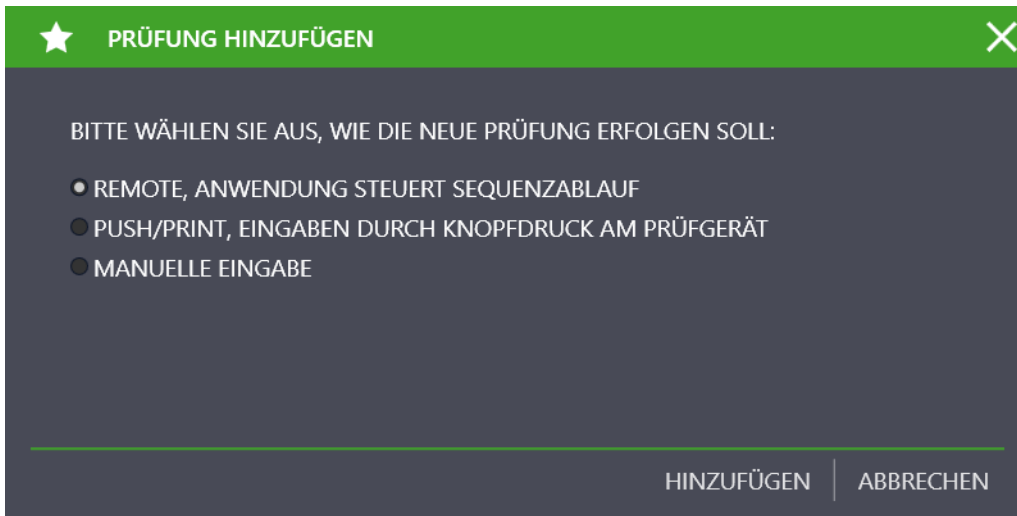 PRÜFUNG HINZUFÜGEN
BITTE WÄHLEN SIE AUS, WIE DIE NEUE PRÜFUNG ERFOLGEN SOLL:
REMOTE, ANWENDUNG STEUERT SEQUENZABLAUF
PUSH/PRINT, EINGABEN DURCH KNOPFDRUCK AM PRÜFGERÄT
MANUELLE EINGABE
HINZUFÜGEN
ABBRECHEN